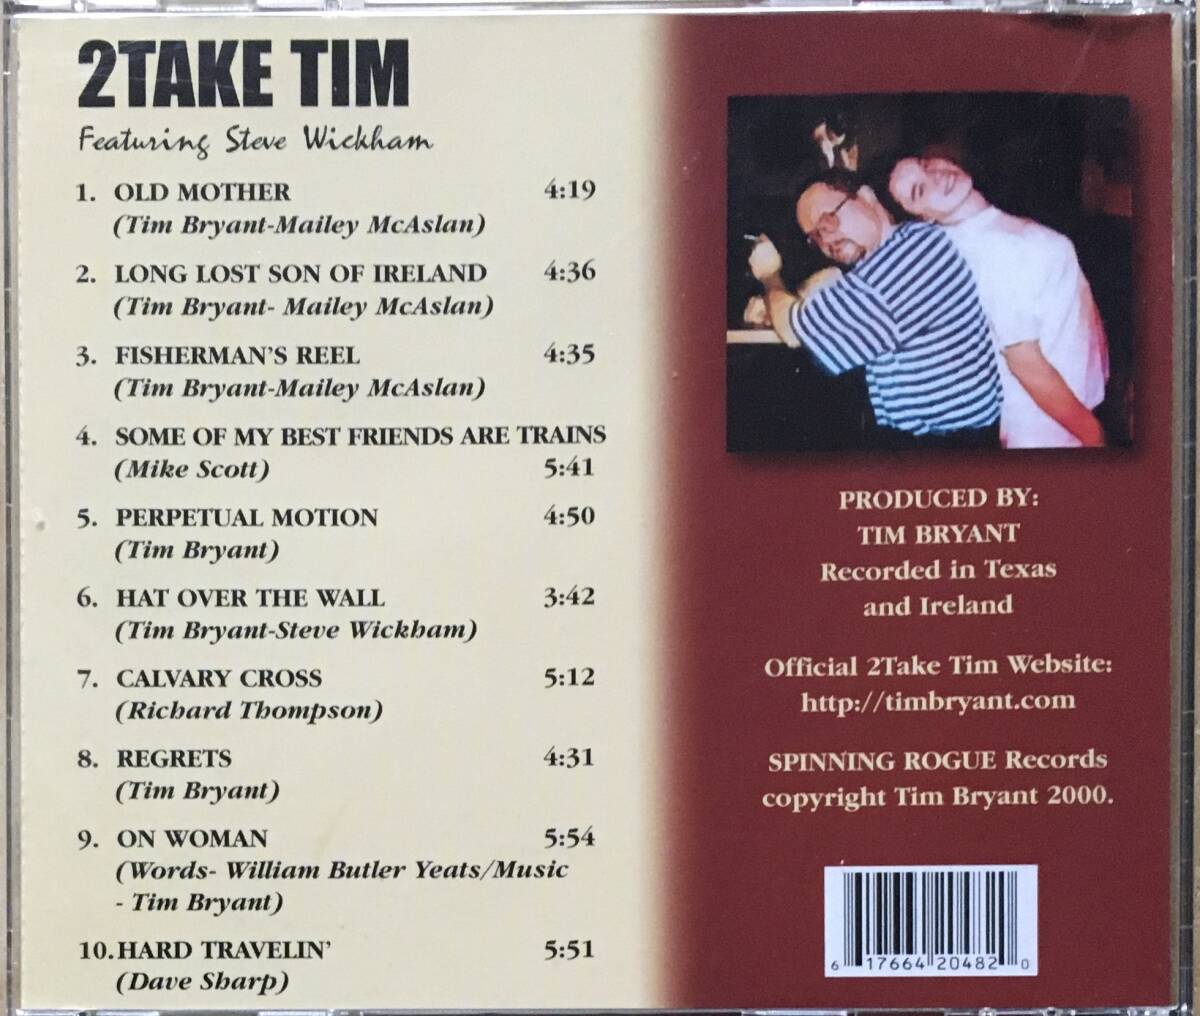 2TAKE TIM
Featuring Steve Wickham
1. OLD MOTHER 4:19
(Tim Bryant-Mailey McAslan)
2. LONG LOST SON OF IRELAND 4:36
(Tim Bryant- Mailey McAslan)
3. FISHERMAN'S REEL 4:35
(Tim Bryant-Mailey McAslan)
4. SOME OF MY BEST FRIENDS ARE TRAINS
(Mike Scott) 5:41
5. PERPETUAL MOTION 4:50
(Tim Bryant)
6. HAT OVER THE WALL 3:42
(Tim Bryant-Steve Wickham)
7. CALVARY CROSS 5:12
(Richard Thompson)
8. REGRETS 4:31
(Tim Bryant)
9. ON WOMAN 5:54
(Words- William Butler Yeats/Music
- Tim Bryant)
10. HARD TRAVELIN' 5:51
(Dave Sharp)
PRODUCED BY:
TIM BRYANT
Recorded in Texas
and Ireland
Official 2Take Tim Website:
http://timbryant.com
SPINNING ROGUE Records
copyright Tim Bryant 2000.
6 17664 20482 0